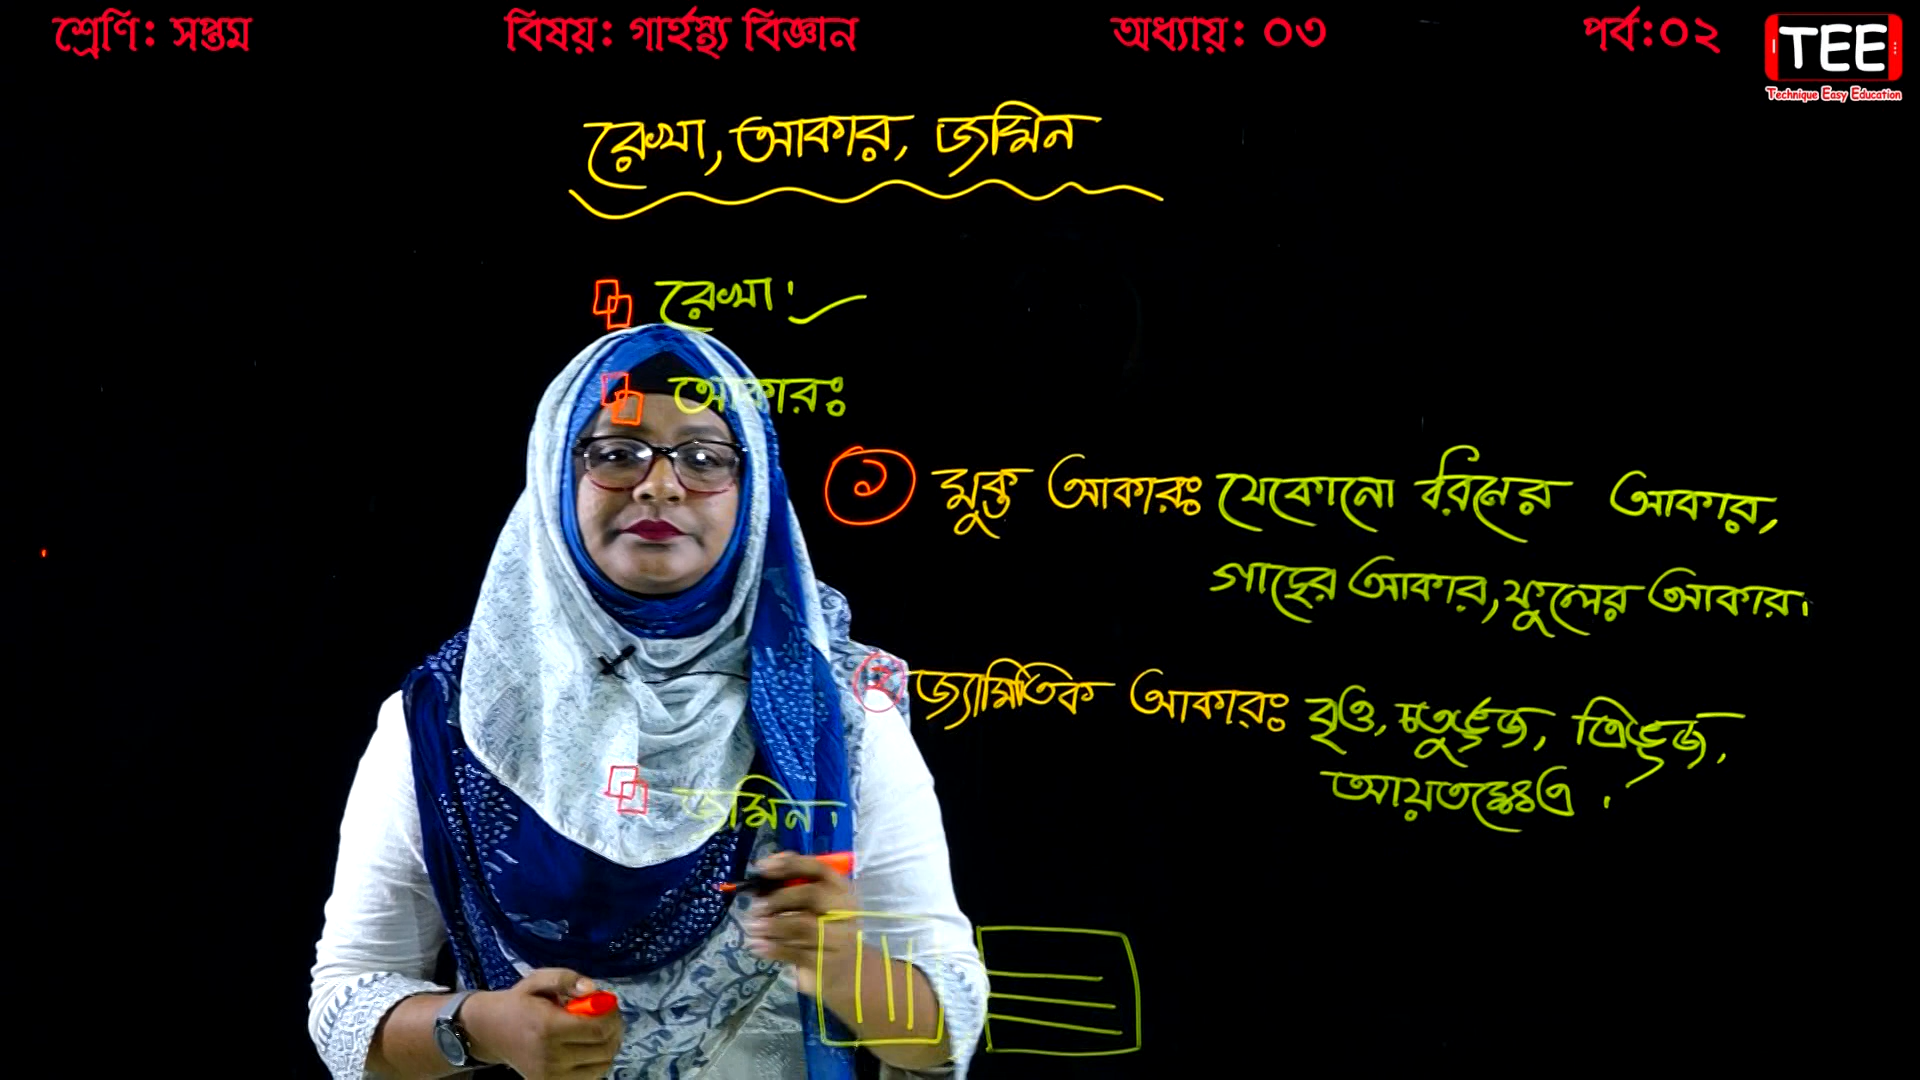 শ্রেণি: সপ্তম বিষয়: গার্হস্থ্য বিজ্ঞান অধ্যায়: ০৩ পর্ব:০২
TEE
Technique Easy Education
রেখা, আকার, জমিন
রেখা:
আকারঃ
১ মুক্ত আকারঃ যেকোনো ধরনের আকার,
গাছের আকার, ফুলের আকার.
২ জ্যামিতিক আকারঃ বৃত্ত, চতুর্ভুজ, ত্রিভুজ,
আয়তক্ষেত্র .
জমিন: